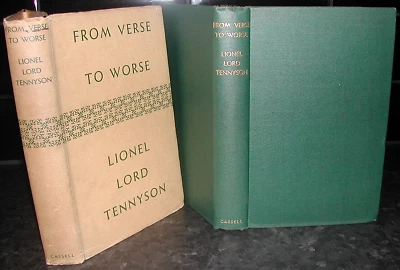 FROM VERSE
TO WORSE
LIONEL
LORD
TENNYSON
CASSELL
FROM VERSE
TO WORSE
LIONEL
LORD
TENNYSON
FROM VERSE
TO WORSE
LIONEL
LORD
TENNYSON
CASSELL